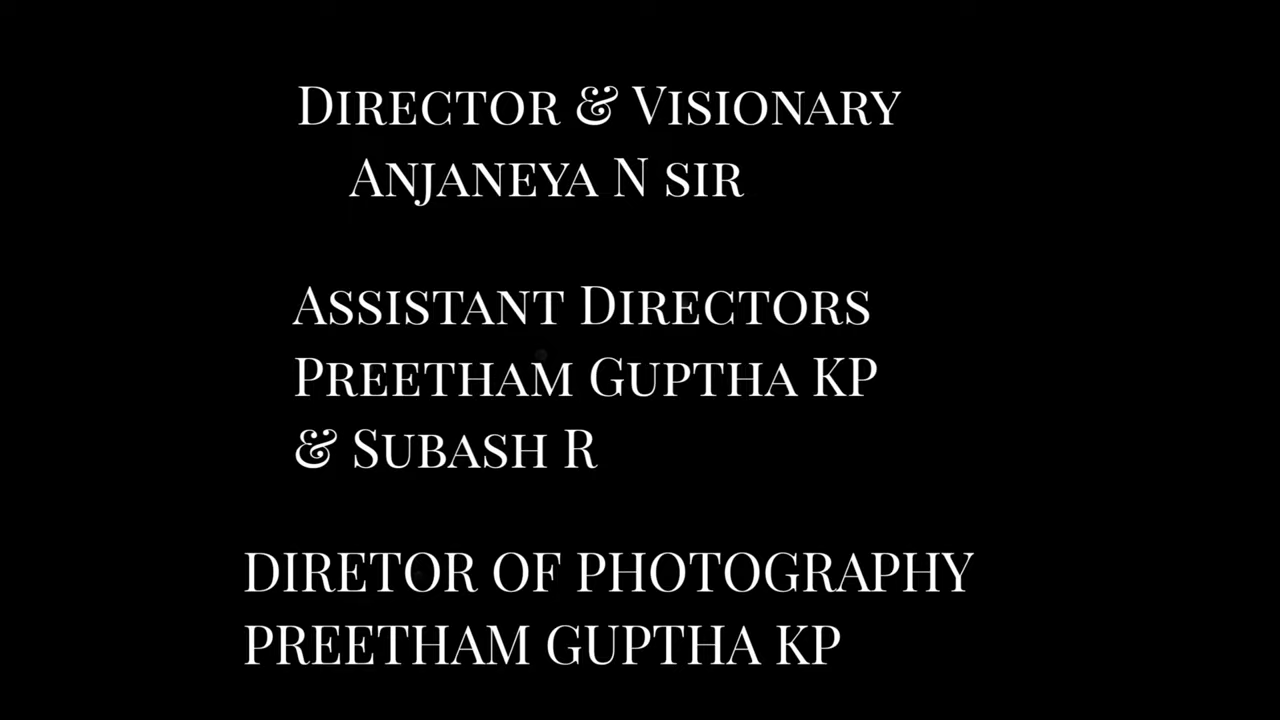 Director & Visionary
Anjaneya N sir
Assistant Directors
Preetham Guptha KP
& Subash R
DIRETOR OF PHOTOGRAPHY
PREETHAM GUPTHA KP